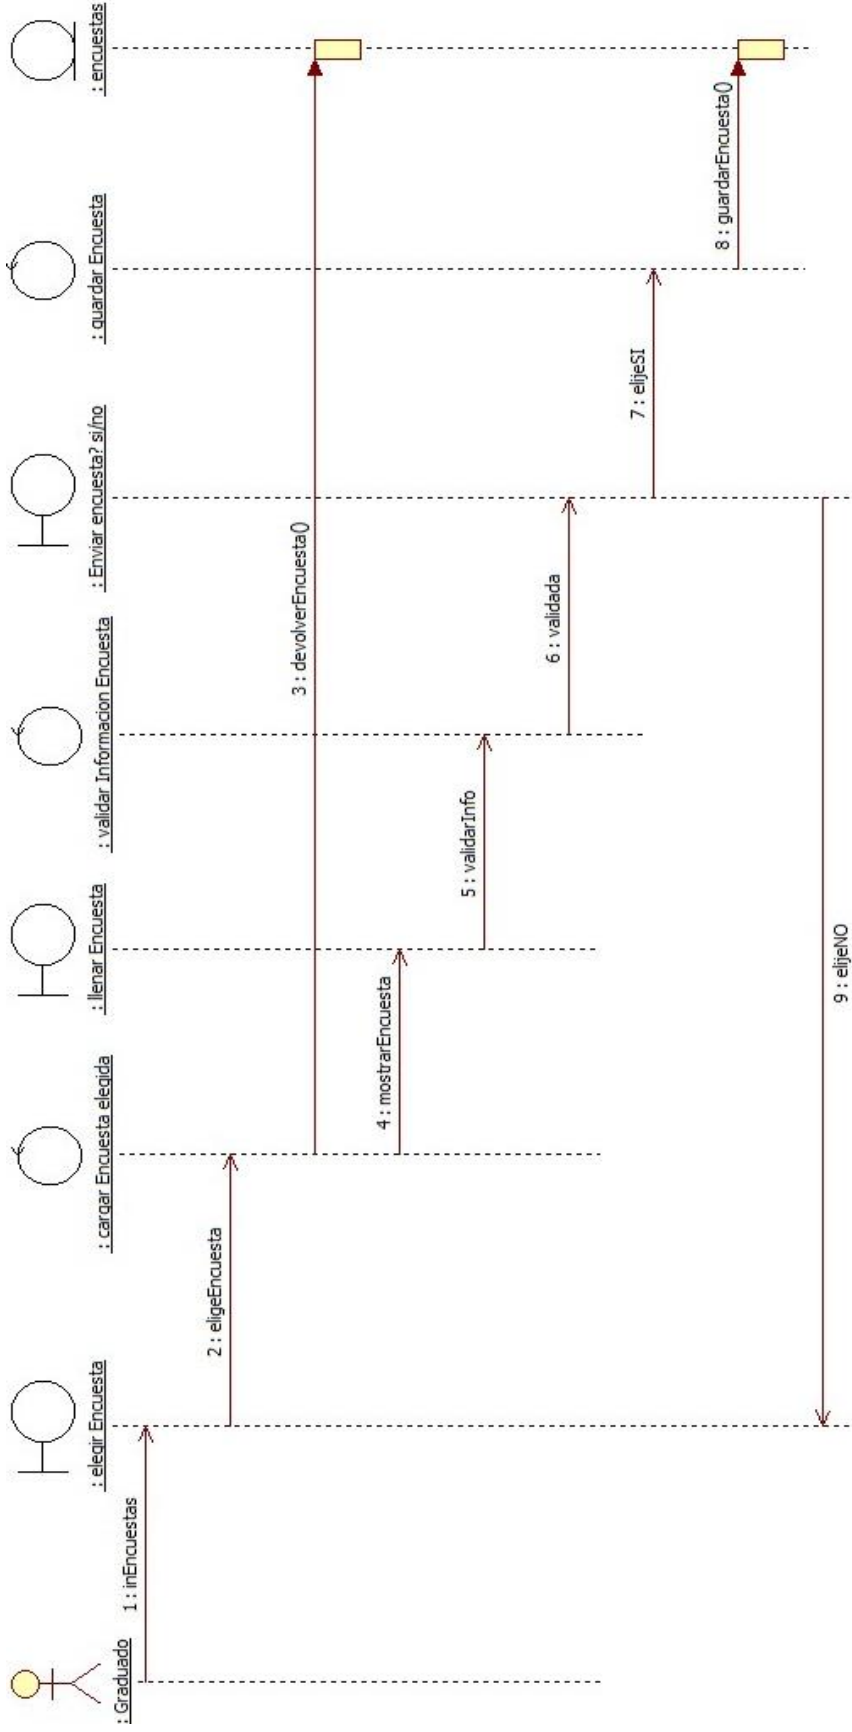 : Graduado
: elegir Encuesta
: cargar Encuesta elegida
: llenar Encuesta
: validar Informacion Encuesta
: Enviar encuesta? si/no
: guardar Encuesta
: encuestas
1 : inEncuestas
2 : eligeEncuesta
3 : devolverEncuesta()
4 : mostrarEncuesta
5 : validarInfo
6 : validada
7 : elijeSI
8 : guardarEncuesta()
9 : elijeNO